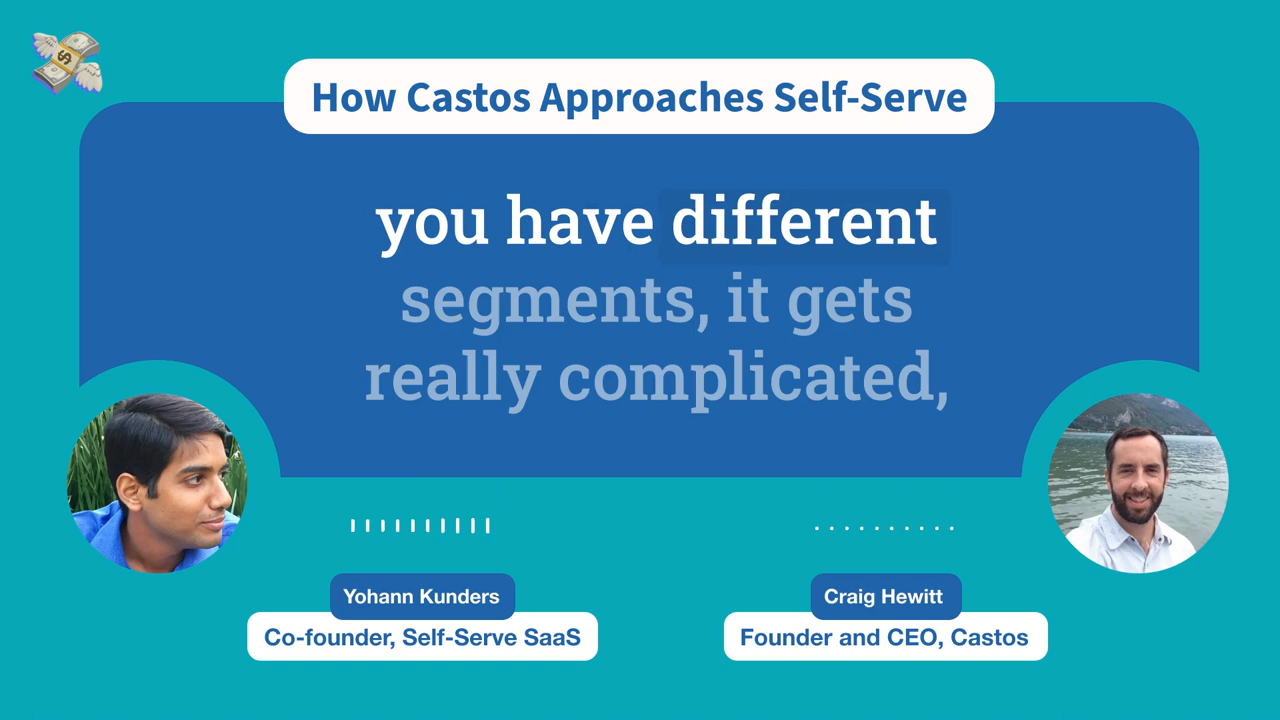 How Castos Approaches Self-Serve
you have different
segments, it gets
really complicated,
Yohann Kunders
Co-founder, Self-Serve SaaS
Craig Hewitt
Founder and CEO, Castos